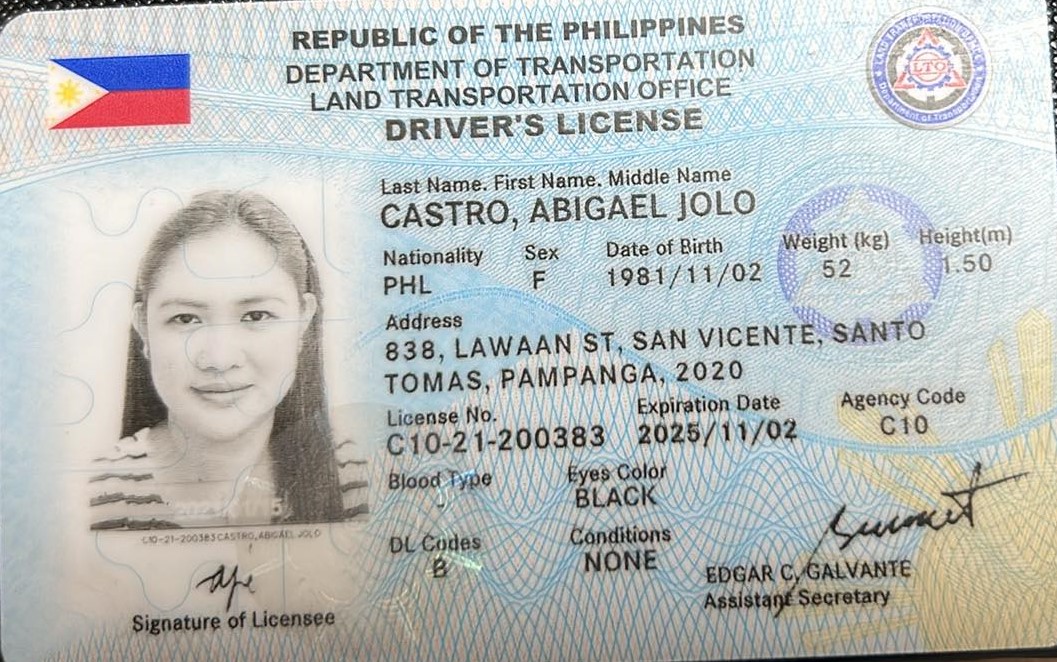 REPUBLIC OF THE PHILIPPINES
DEPARTMENT OF TRANSPORTATION
LAND TRANSPORTATION OFFICE
DRIVER'S LICENSE
LTO
Last Name. First Name. Middle Name
CASTRO, ABIGAEL JOLO
Nationality Sex Date of Birth Weight (kg) Height(m)
PHL F 1981/11/02 52 1.50
Address
838, LAWAAN ST, SAN VICENTE, SANTO
TOMAS, PAMPANGA, 2020
License No. Expiration Date Agency Code
C10-21-200383 2025/11/02 C10
Blood Type Eyes Color
BLACK
DL Codes Conditions
B NONE
C10-21-200383 CASTRO, ABIGAEL JOLO
Signature of Licensee
EDGAR C. GALVANTE
Assistant Secretary